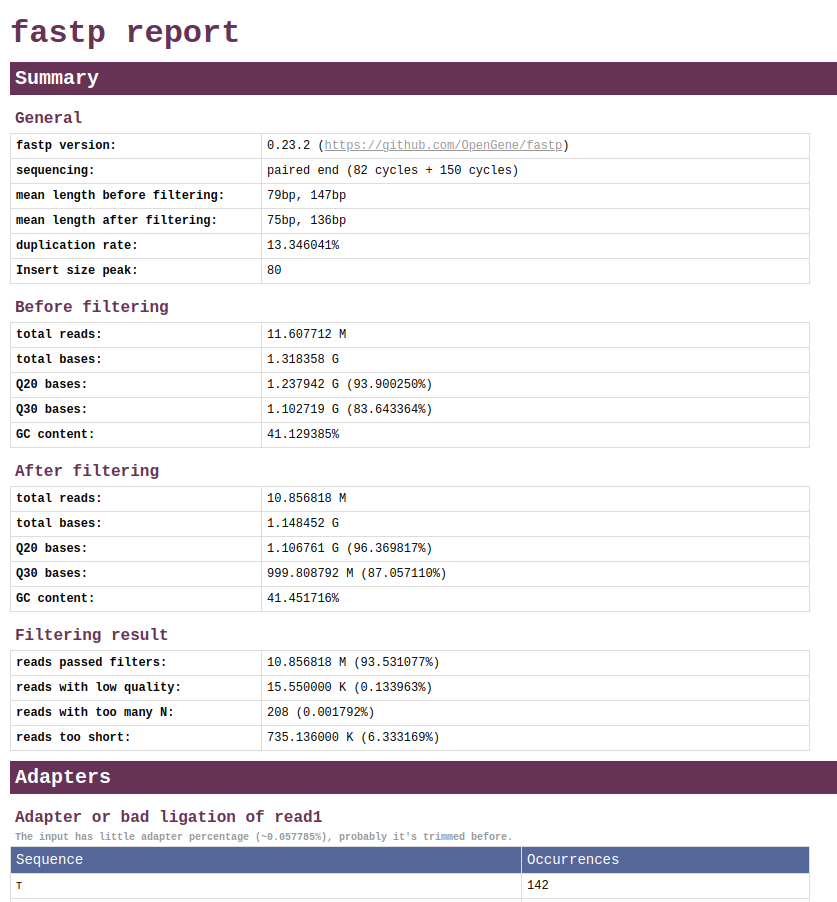 fastp report
Summary
General
fastp version: 0.23.2 (https://github.com/OpenGene/fastp)
sequencing: paired end (82 cycles + 150 cycles)
mean length before filtering: 79bp, 147bp
mean length after filtering: 75bp, 136bp
duplication rate: 13.346041%
Insert size peak: 80
Before filtering
total reads: 11.607712 M
total bases: 1.318358 G
Q20 bases: 1.237942 G (93.900250%)
Q30 bases: 1.102719 G (83.643364%)
GC content: 41.129385%
After filtering
total reads: 10.856818 M
total bases: 1.148452 G
Q20 bases: 1.106761 G (96.369817%)
Q30 bases: 999.808792 M (87.057110%)
GC content: 41.451716%
Filtering result
reads passed filters: 10.856818 M (93.531077%)
reads with low quality: 15.550000 K (0.133963%)
reads with too many N: 208 (0.001792%)
reads too short: 735.136000 K (6.333169%)
Adapters
Adapter or bad ligation of read1
The input has little adapter percentage (~0.057785%), probably it's trimmed before.
Sequence Occurrences
T 142